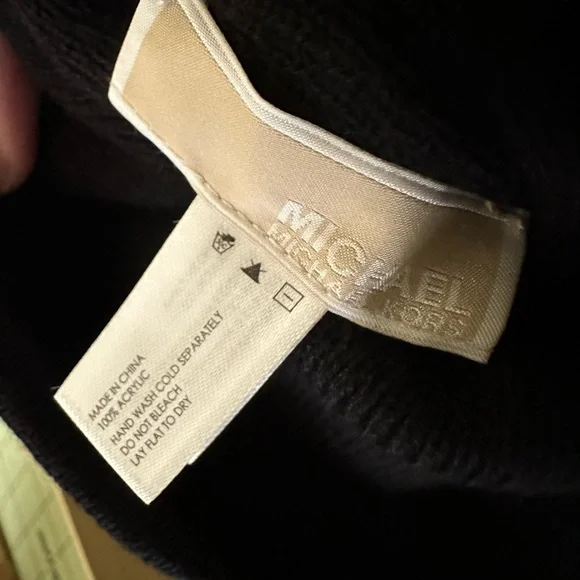 MICHAEL
MICHAEL KORS
MADE IN CHINA
100% ACRYLIC
HAND WASH COLD SEPARATELY
DO NOT BLEACH
LAY FLAT TO DRY